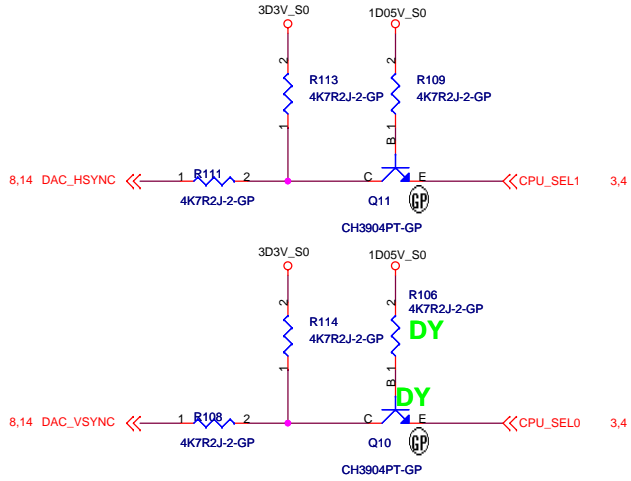 3D3V_S0
1D05V_S0
2
2
R113
R109
4K7R2J-2-GP
4K7R2J-2-GP
1
B 1
8,14 DAC_HSYNC
1 R111 2
C E
CPU_SEL1 3,4
4K7R2J-2-GP
Q11
GP
CH3904PT-GP
3D3V_S0
1D05V_S0
2
2
R106
4K7R2J-2-GP
R114
DY
4K7R2J-2-GP
1
B 1
DY
8,14 DAC_VSYNC
1 R108 2
C E
CPU_SEL0 3,4
4K7R2J-2-GP
Q10
GP
CH3904PT-GP